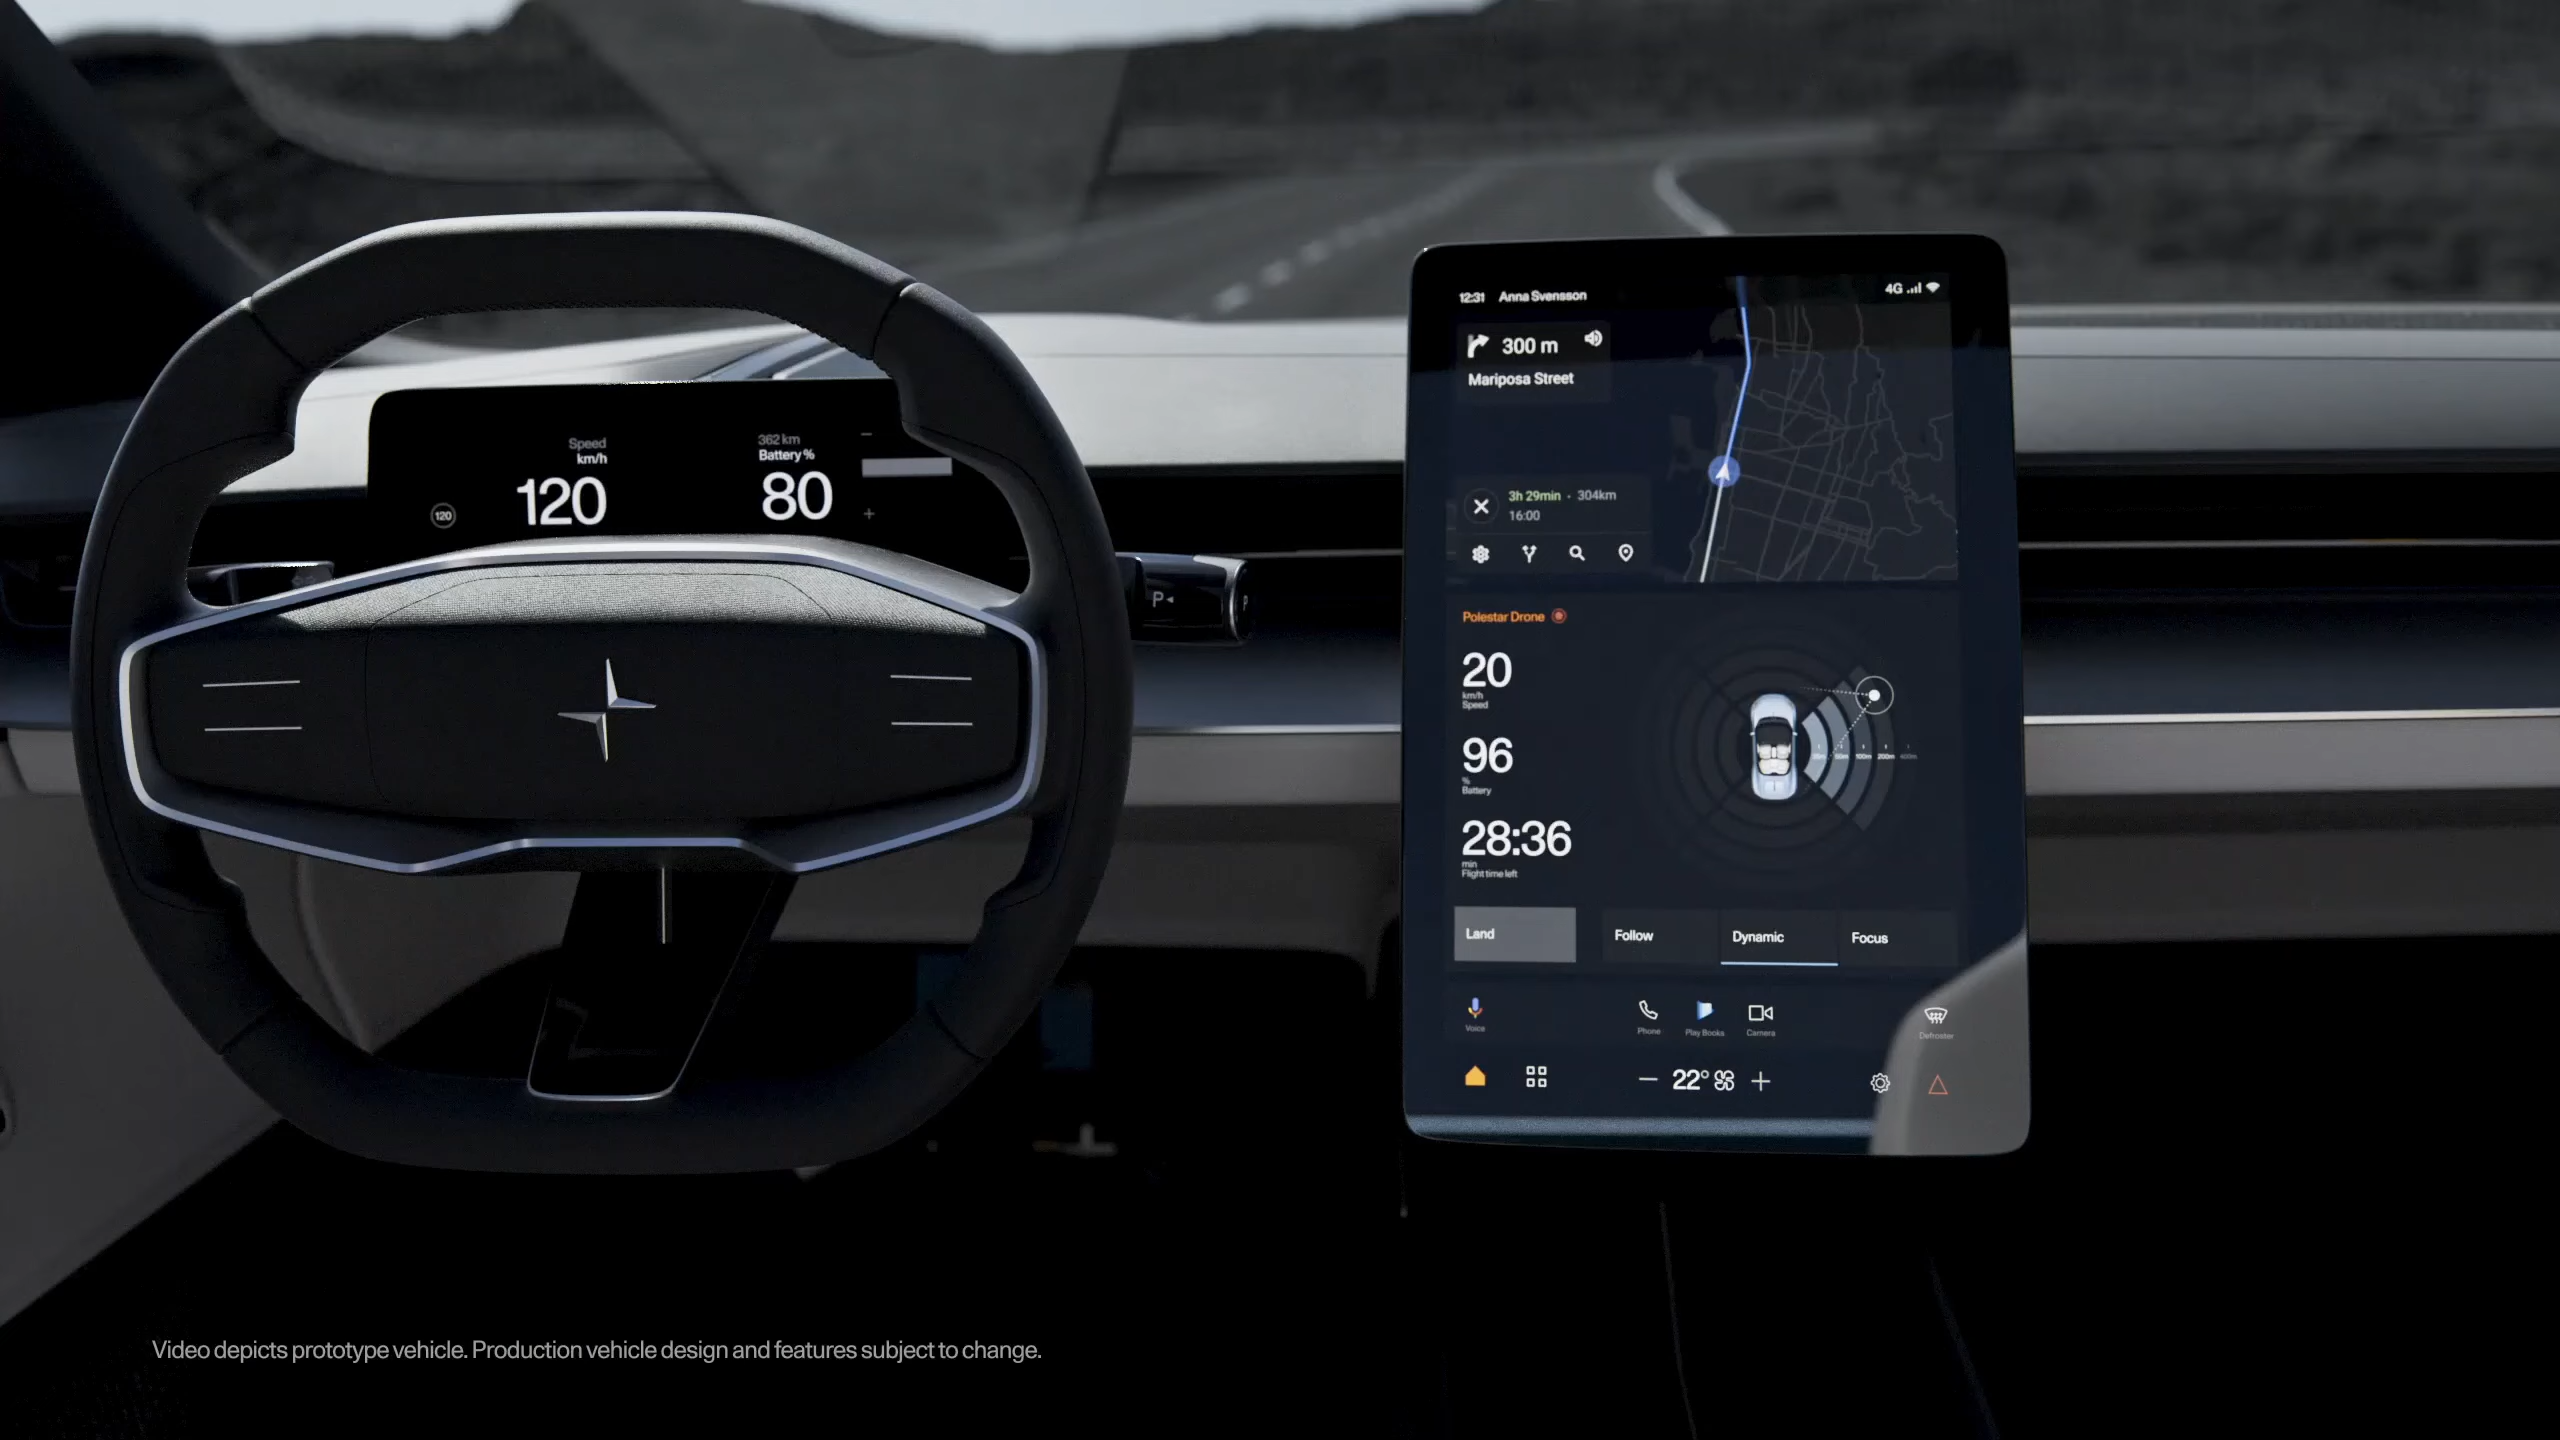 Speed
km/h
120
120
362 km
Battery %
80
P
P
12:31 Anna Svensson
4G
300 m
Mariposa Street
3h 29min · 304km
16:00
Polestar Drone
20
km/h
Speed
96
%
Battery
28:36
min
Flight time left
50m 100m 200m
Land
Follow
Dynamic
Focus
Voice
Phone
Play Books
Camera
Defroster
22°
Video depicts prototype vehicle. Production vehicle design and features subject to change.